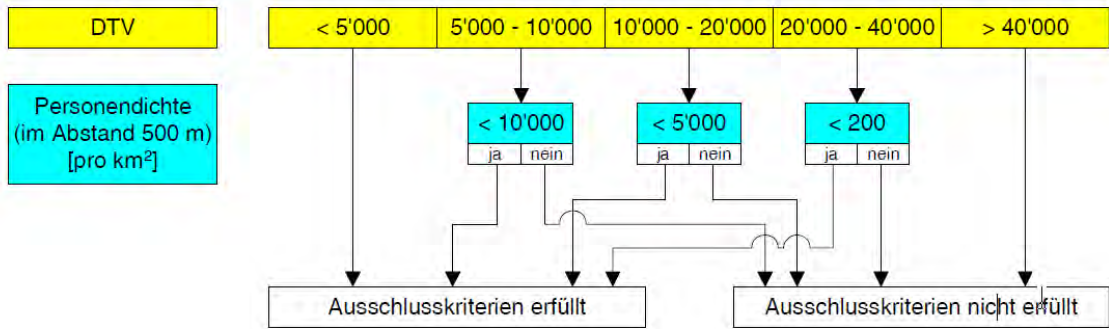 DTV
< 5'000
5'000 - 10'000
10'000 - 20'000
20'000 - 40'000
> 40'000
Personendichte
(im Abstand 500 m)
[pro km²]
< 10'000
< 5'000
< 200
ja
nein
ja
nein
ja
nein
Ausschlusskriterien erfüllt
Ausschlusskriterien nicht erfüllt